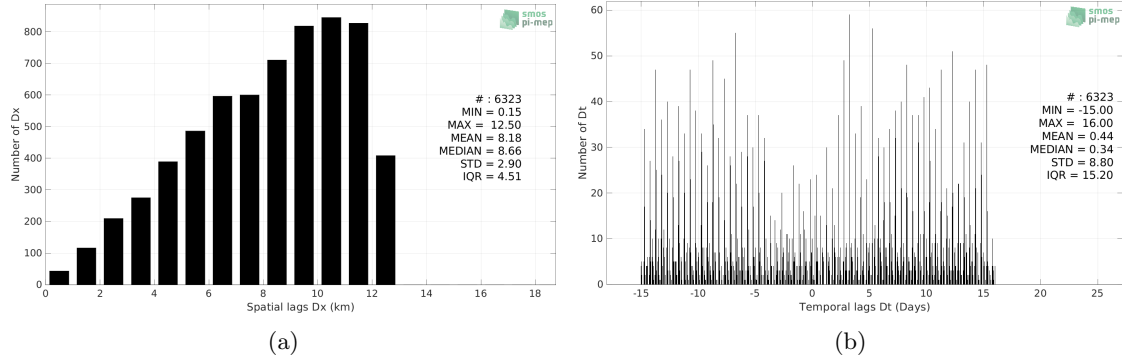 smos
pi-mep
800
700
600
500
400
300
200
100
0
Number of Dx
# : 6323
MIN = 0.15
MAX = 12.50
MEAN = 8.18
MEDIAN = 8.66
STD = 2.90
IQR = 4.51
0 2 4 6 8 10 12 14 16 18
Spatial lags Dx (km)
(a)
smos
pi-mep
60
50
40
30
20
10
0
Number of Dt
# : 6323
MIN = -15.00
MAX = 16.00
MEAN = 0.44
MEDIAN = 0.34
STD = 8.80
IQR = 15.20
-15 -10 -5 0 5 10 15 20 25
Temporal lags Dt (Days)
(b)